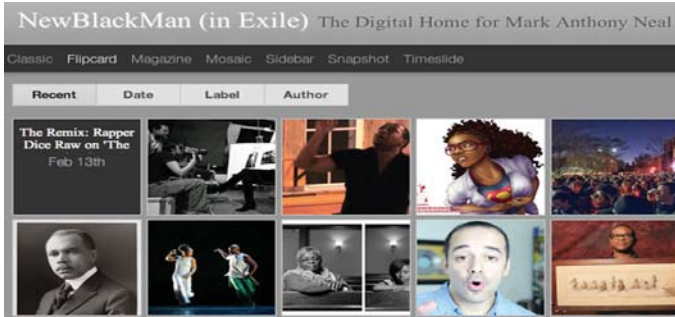 NewBlackMan (in Exile) The Digital Home for Mark Anthony Neal
Classic Flipcard Magazine Mosaic Sidebar Snapshot Timeslide
Recent Date Label Author
The Remix: Rapper
Dice Raw on 'The
Feb 13th